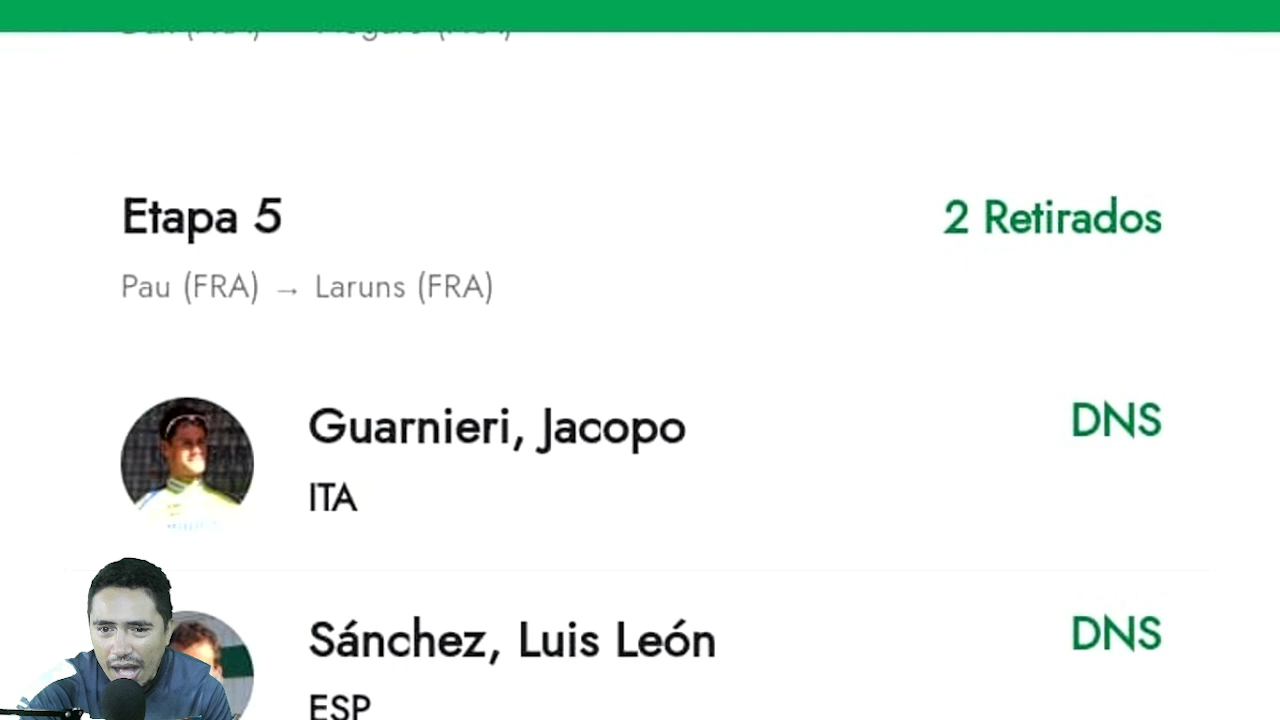 Etapa 5
2 Retirados
Pau (FRA) → Laruns (FRA)
Guarnieri, Jacopo
DNS
ITA
Sánchez, Luis León
DNS
ESP